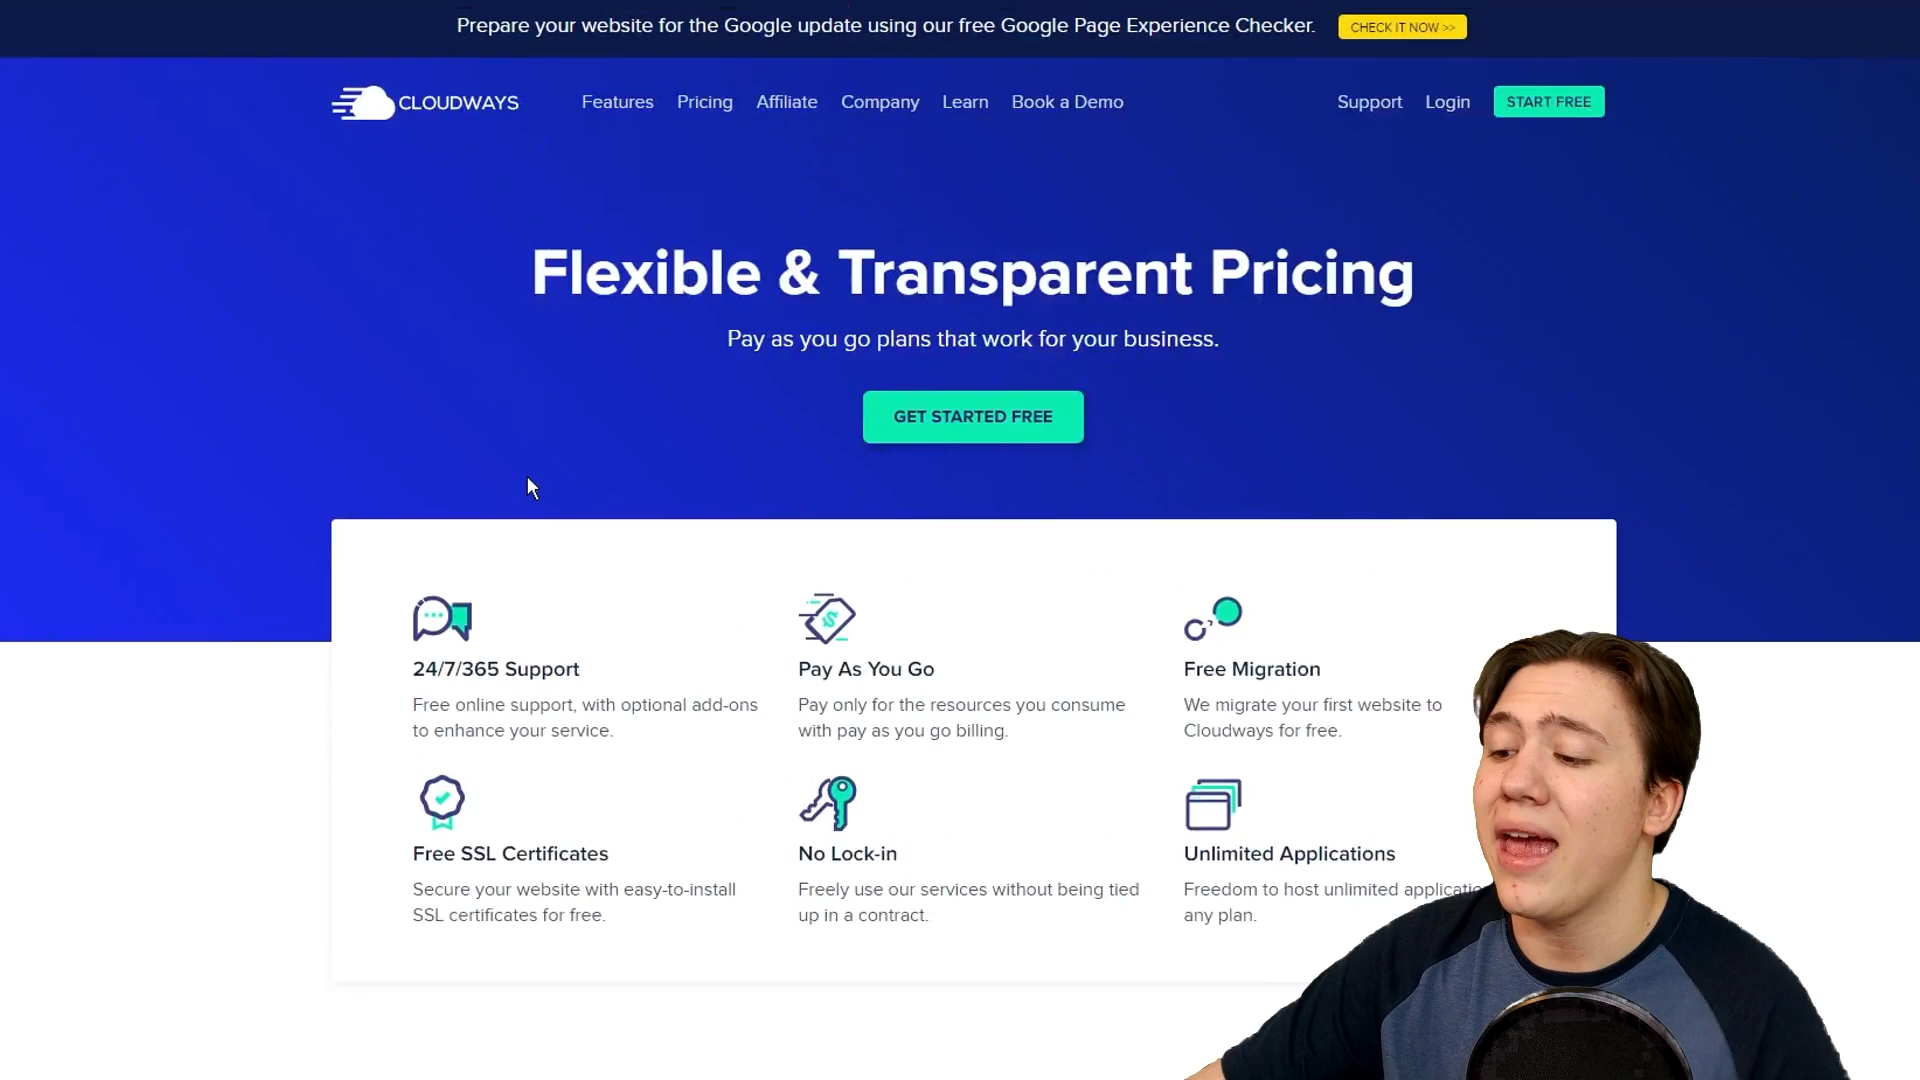 Prepare your website for the Google update using our free Google Page Experience Checker. CHECK IT NOW >>
CLOUDWAYS Features Pricing Affiliate Company Learn Book a Demo Support Login START FREE
Flexible & Transparent Pricing
Pay as you go plans that work for your business.
GET STARTED FREE
24/7/365 Support
Free online support, with optional add-ons
to enhance your service.
Pay As You Go
Pay only for the resources you consume
with pay as you go billing.
Free Migration
We migrate your first website to
Cloudways for free.
Free SSL Certificates
Secure your website with easy-to-install
SSL certificates for free.
No Lock-in
Freely use our services without being tied
up in a contract.
Unlimited Applications
Freedom to host unlimited
any plan.